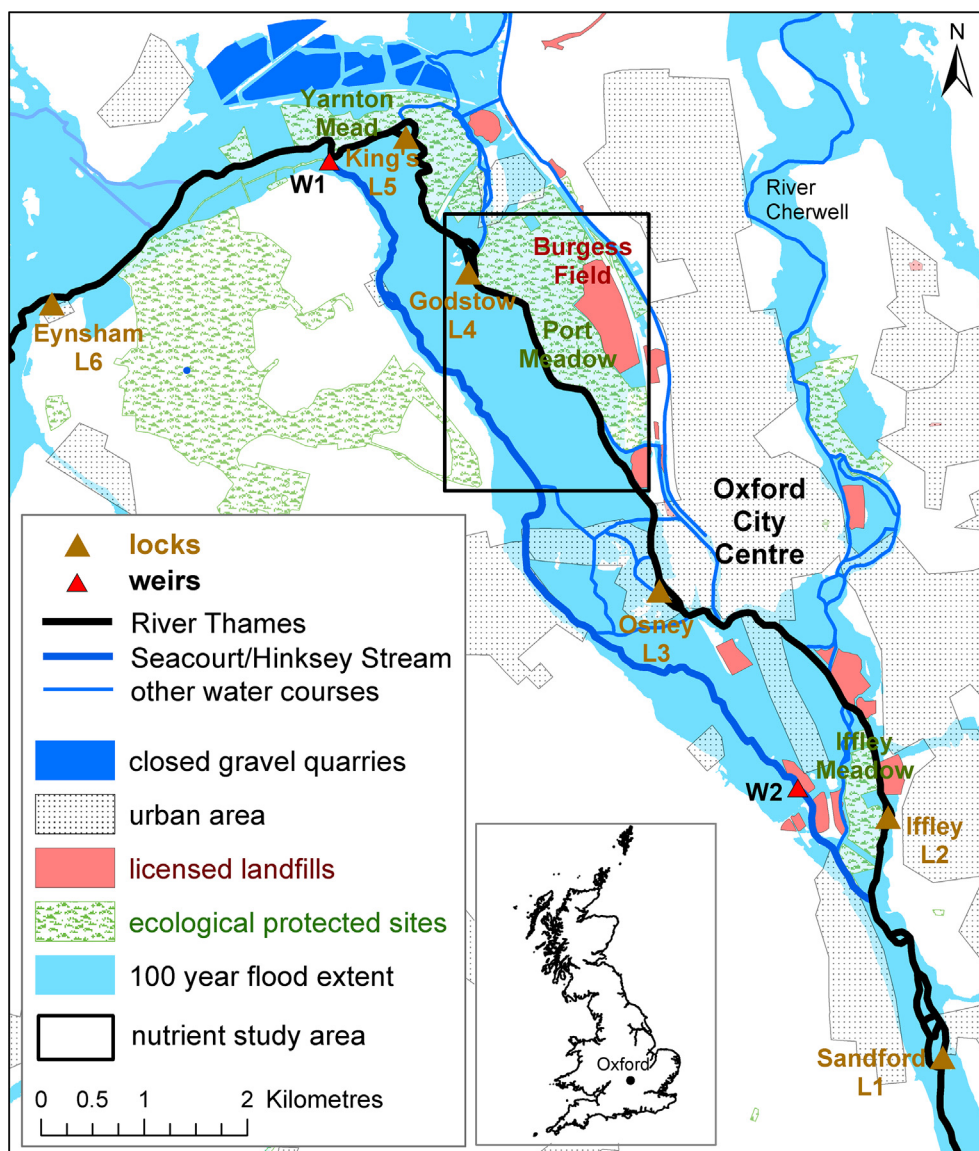 N
Yarnton
Mead
King's
L5
W1
River
Cherwell
Burgess
Field
Godstow
L4
Port
Meadow
Eynsham
L6
Oxford
City
Centre
Osney
L3
Iffley
Meadow
W2
Iffley
L2
Sandford
L1
locks
weirs
River Thames
Seacourt/Hinksey Stream
other water courses
closed gravel quarries
urban area
licensed landfills
ecological protected sites
100 year flood extent
nutrient study area
0 0.5 1 2 Kilometres
Oxford